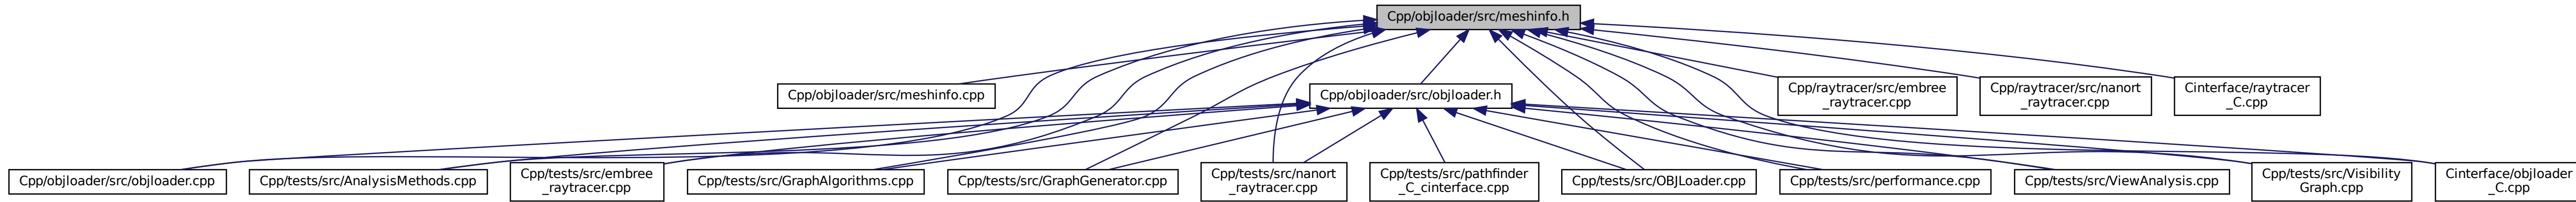 Cpp/objloader/src/meshinfo.h
Cpp/objloader/src/meshinfo.cpp
Cpp/objloader/src/objloader.h
Cpp/raytracer/src/embree
_raytracer.cpp
Cpp/raytracer/src/nanort
_raytracer.cpp
Cinterface/raytracer
_C.cpp
Cpp/objloader/src/objloader.cpp
Cpp/tests/src/AnalysisMethods.cpp
Cpp/tests/src/embree
_raytracer.cpp
Cpp/tests/src/GraphAlgorithms.cpp
Cpp/tests/src/GraphGenerator.cpp
Cpp/tests/src/nanort
_raytracer.cpp
Cpp/tests/src/pathfinder
_C_cinterface.cpp
Cpp/tests/src/OBJLoader.cpp
Cpp/tests/src/performance.cpp
Cpp/tests/src/ViewAnalysis.cpp
Cpp/tests/src/Visibility
Graph.cpp
Cinterface/objloader
_C.cpp